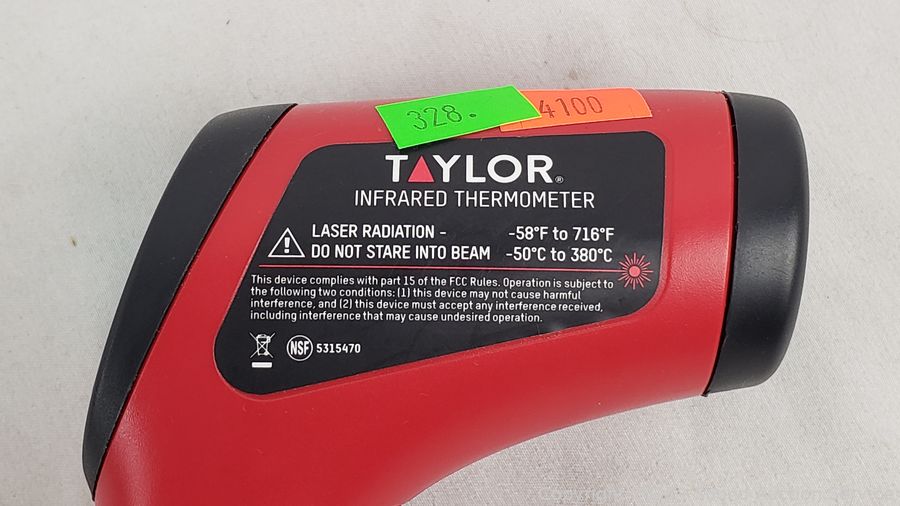 328.
4100
TAYLOR®
INFRARED THERMOMETER
LASER RADIATION - -58°F to 716°F
DO NOT STARE INTO BEAM -50°C to 380°C
This device complies with part 15 of the FCC Rules. Operation is subject to
the following two conditions: (1) this device may not cause harmful
interference, and (2) this device must accept any interference received,
including interference that may cause undesired operation.
NSF® 5315470